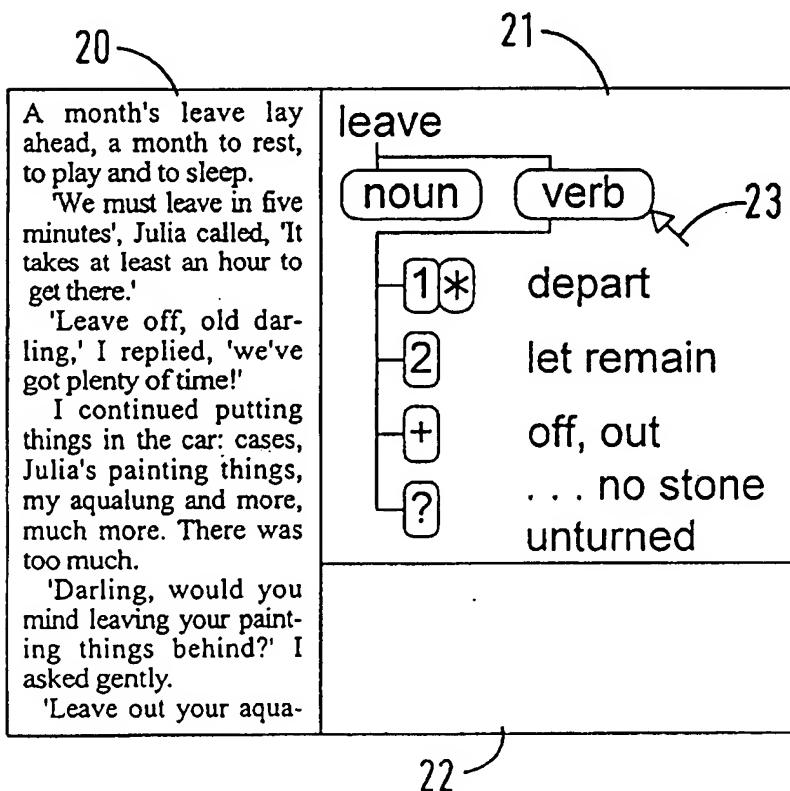 20
21
A month's leave lay
ahead, a month to rest,
to play and to sleep.
'We must leave in five
minutes', Julia called, 'It
takes at least an hour to
get there.'
'Leave off, old dar-
ling,' I replied, 'we've
got plenty of time!'
I continued putting
things in the car: cases,
Julia's painting things,
my aqualung and more,
much more. There was
too much.
'Darling, would you
mind leaving your paint-
ing things behind?' I
asked gently.
'Leave out your aqua-
leave
noun verb
23
1* depart
2 let remain
+ off, out
? . . . no stone
unturned
22